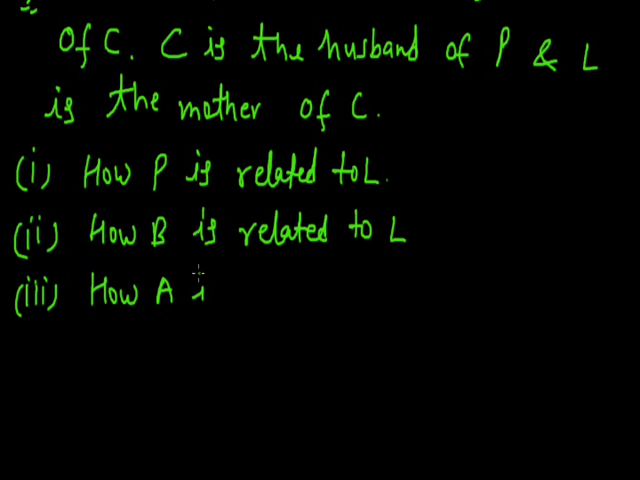 Of C. C is the husband of P & L
is the mother of C.
(i) How P is related to L.
(ii) How B is related to L
(iii) How A i